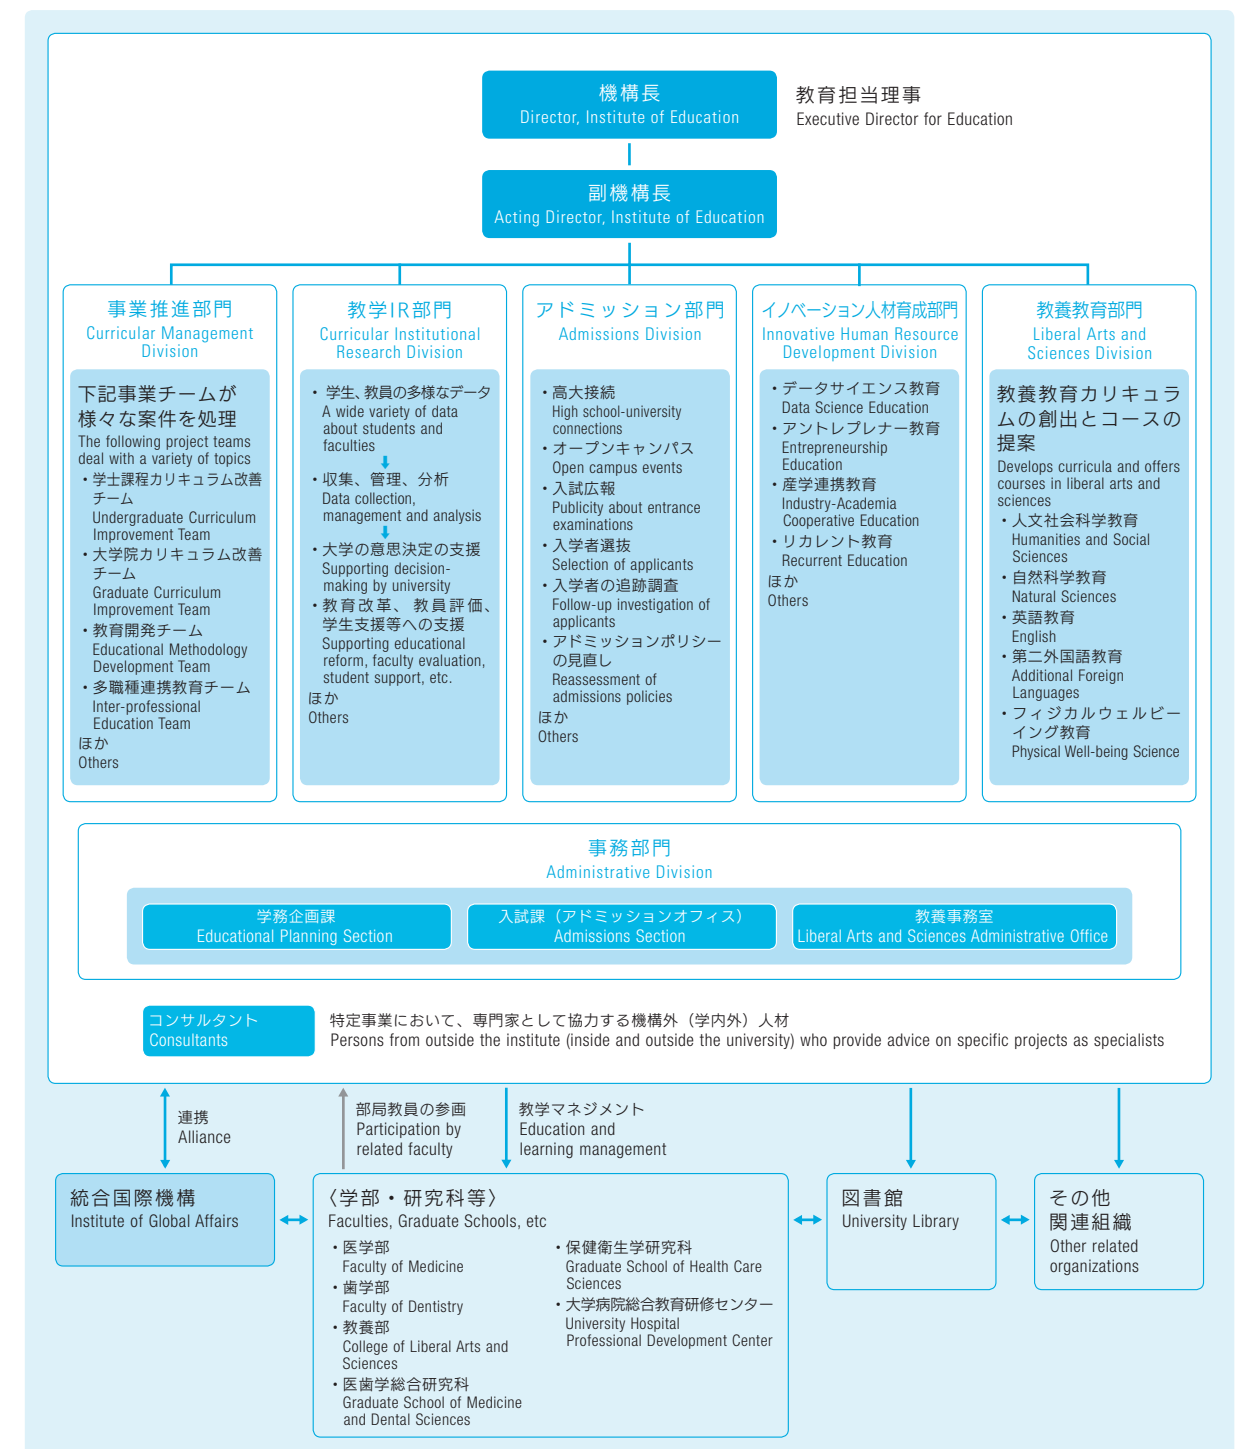 機構長
Director, Institute of Education
教育担当理事
Executive Director for Education
副機構長
Acting Director, Institute of Education
事業推進部門
Curricular Management
Division
下記事業チームが
様々な案件を処理
The following project teams
deal with a variety of topics
・学士課程カリキュラム改善
チーム
Undergraduate Curriculum
Improvement Team
・大学院カリキュラム改善
チーム
Graduate Curriculum
Improvement Team
・教育開発チーム
Educational Methodology
Development Team
・多職種連携教育チーム
Inter-professional
Education Team
ほか
Others
教学IR部門
Curricular Institutional
Research Division
・学生、教員の多様なデータ
A wide variety of data
about students and
faculties
・収集、管理、分析
Data collection,
management and analysis
・大学の意思決定の支援
Supporting decision-
making by university
・教育改革、教員評価、
学生支援等への支援
Supporting educational
reform, faculty evaluation,
student support, etc.
ほか
Others
アドミッション部門
Admissions Division
・高大接続
High school-university
connections
・オープンキャンパス
Open campus events
・入試広報
Publicity about entrance
examinations
・入学者選抜
Selection of applicants
・入学者の追跡調査
Follow-up investigation of
applicants
・アドミッションポリシー
の見直し
Reassessment of
admissions policies
ほか
Others
イノベーション人材育成部門
Innovative Human Resource
Development Division
・データサイエンス教育
Data Science Education
・アントレプレナー教育
Entrepreneurship
Education
・産学連携教育
Industry-Academia
Cooperative Education
・リカレント教育
Recurrent Education
ほか
Others
教養教育部門
Liberal Arts and
Sciences Division
教養教育カリキュラ
ムの創出とコースの
提案
Develops curricula and offers
courses in liberal arts and
sciences
・人文社会科学教育
Humanities and Social
Sciences
・自然科学教育
Natural Sciences
・英語教育
English
・第二外国語教育
Additional Foreign
Languages
・フィジカルウェルビー
イング教育
Physical Well-being Science
事務部門
Administrative Division
学務企画課
Educational Planning Section
入試課（アドミッションオフィス）
Admissions Section
教養事務室
Liberal Arts and Sciences Administrative Office
コンサルタント
Consultants
特定事業において、専門家として協力する機構外（学内外）人材
Persons from outside the institute (inside and outside the university) who provide advice on specific projects as specialists
連携
Alliance
部局教員の参画
Participation by
related faculty
教学マネジメント
Education and
learning management
統合国際機構
Institute of Global Affairs
〈学部・研究科等〉
Faculties, Graduate Schools, etc
・医学部
Faculty of Medicine
・歯学部
Faculty of Dentistry
・教養部
College of Liberal Arts and
Sciences
・医歯学総合研究科
Graduate School of Medicine
and Dental Sciences
・保健衛生学研究科
Graduate School of Health Care
Sciences
・大学病院総合教育研修センター
University Hospital
Professional Development Center
図書館
University Library
その他
関連組織
Other related
organizations